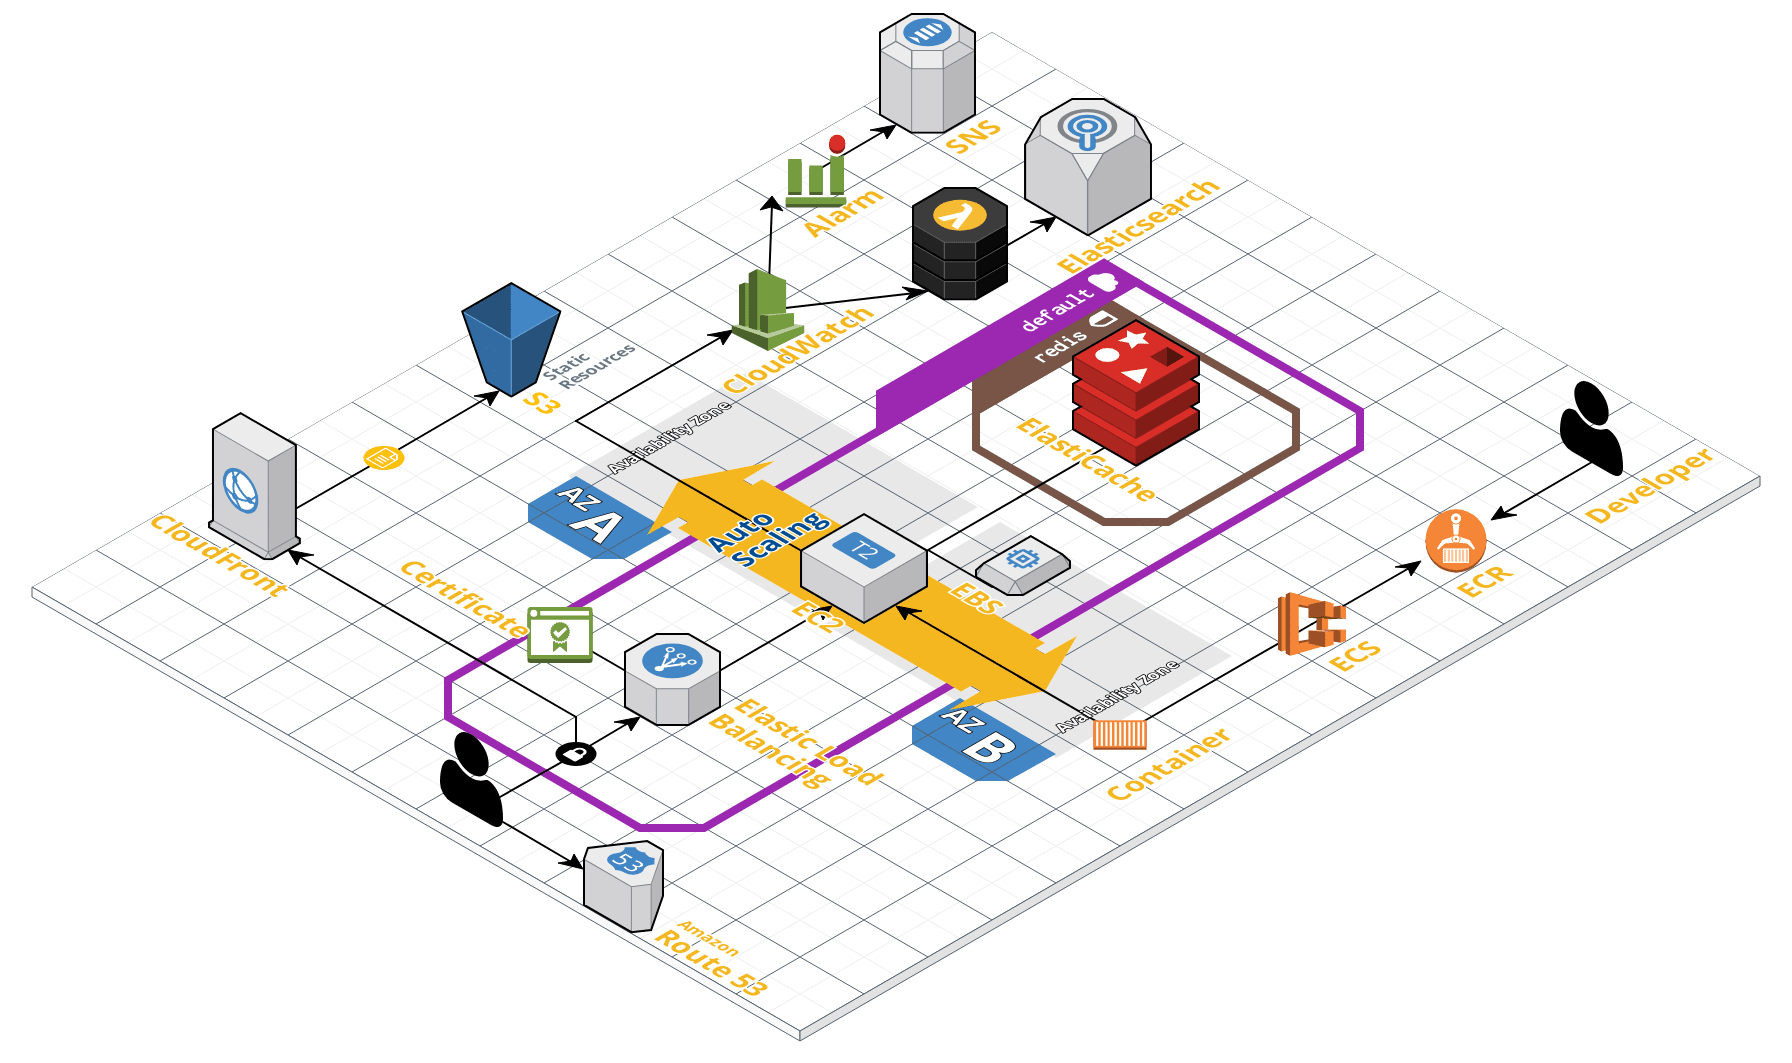 SNS
Alarm
Elasticsearch
CloudWatch
default
redis
ElastiCache
Static
Resources
S3
CloudFront
Availability Zone
AZ
A
Auto
Scaling
T2
EC2
EBS
Certificate
Elastic Load
Balancing
Availability Zone
AZ
B
Container
ECS
ECR
Developer
53
Amazon
Route 53